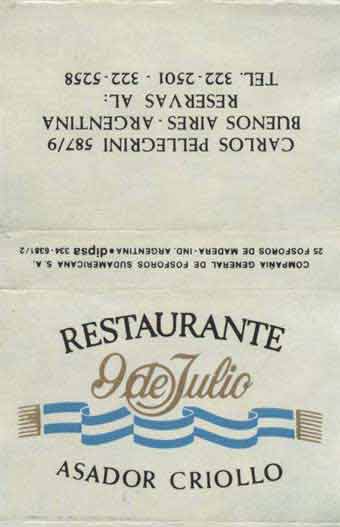 CARLOS PELLEGRINI 587/9
BUENOS AIRES - ARGENTINA
RESERVAS AL:
TEL. 322-2501 - 322-5258
COMPAÑIA GENERAL DE FOSFOROS SUDAMERICANA S. A.
25 FOSFOROS DE MADERA-IND. ARGENTINA•dipsa 334-6381/2
RESTAURANTE
9 de Julio
ASADOR CRIOLLO